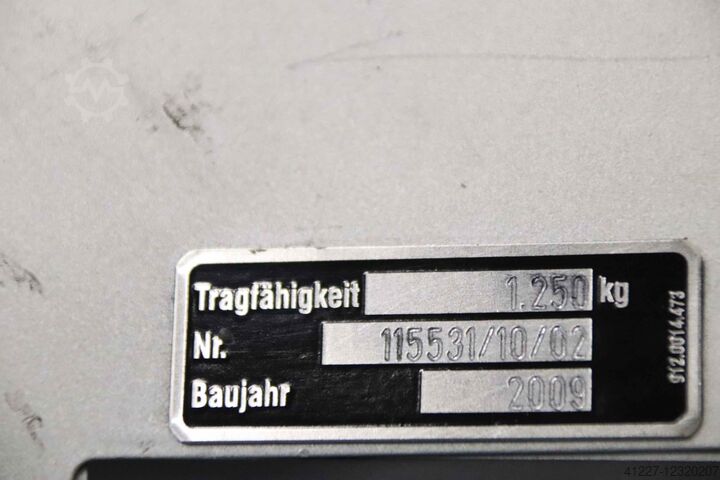 Tragfähigkeit 1.250 kg
Nr. 115531/10/02
Baujahr 2009
912.0014.473
41227-12320207